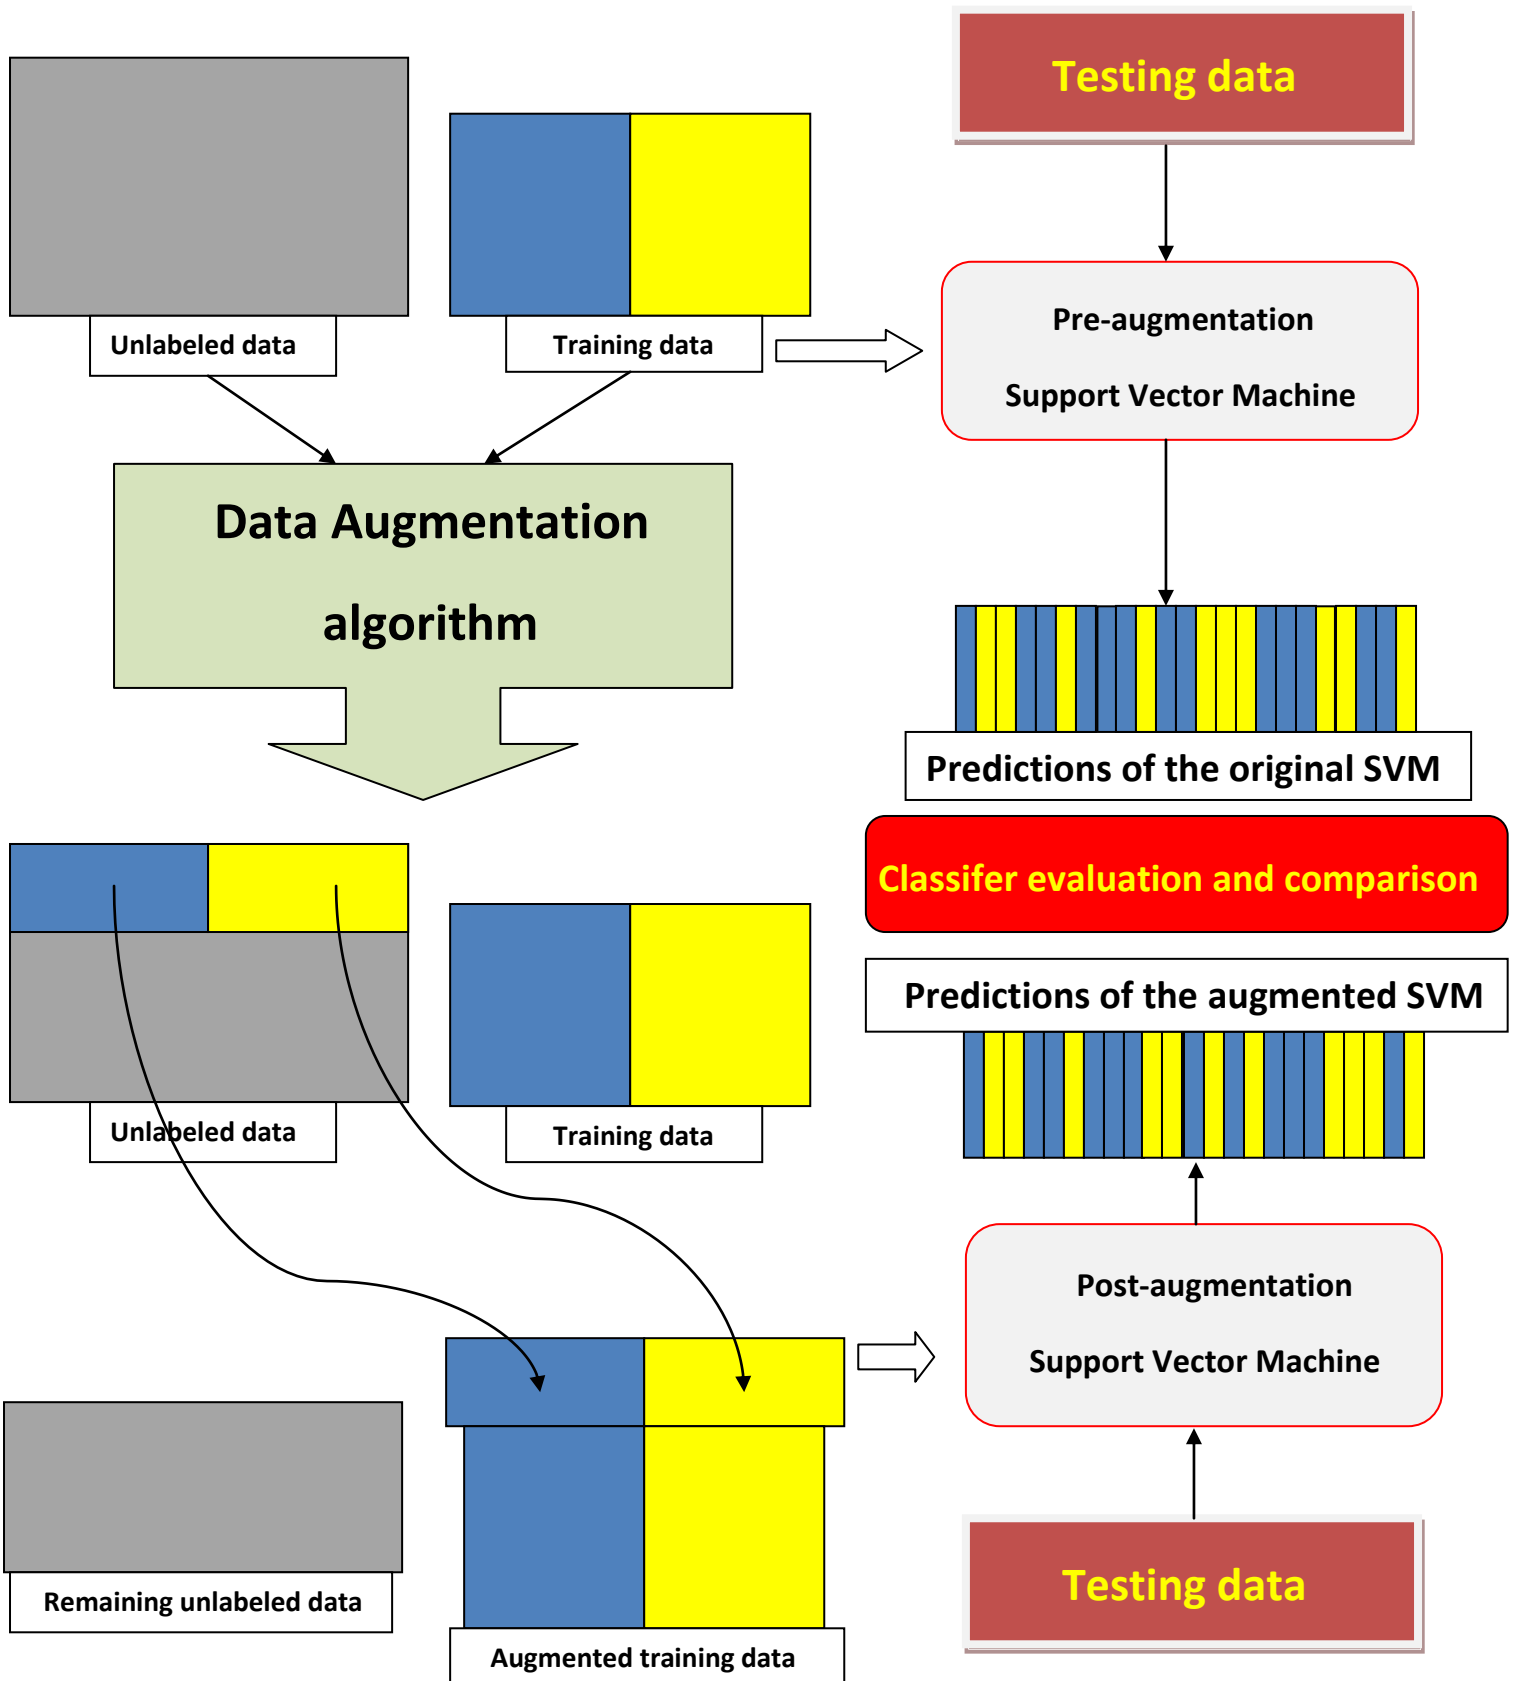 Testing data
Unlabeled data
Training data
Pre-augmentation
Support Vector Machine
Data Augmentation
algorithm
Predictions of the original SVM
Classifer evaluation and comparison
Predictions of the augmented SVM
Unlabeled data
Training data
Post-augmentation
Support Vector Machine
Remaining unlabeled data
Augmented training data
Testing data